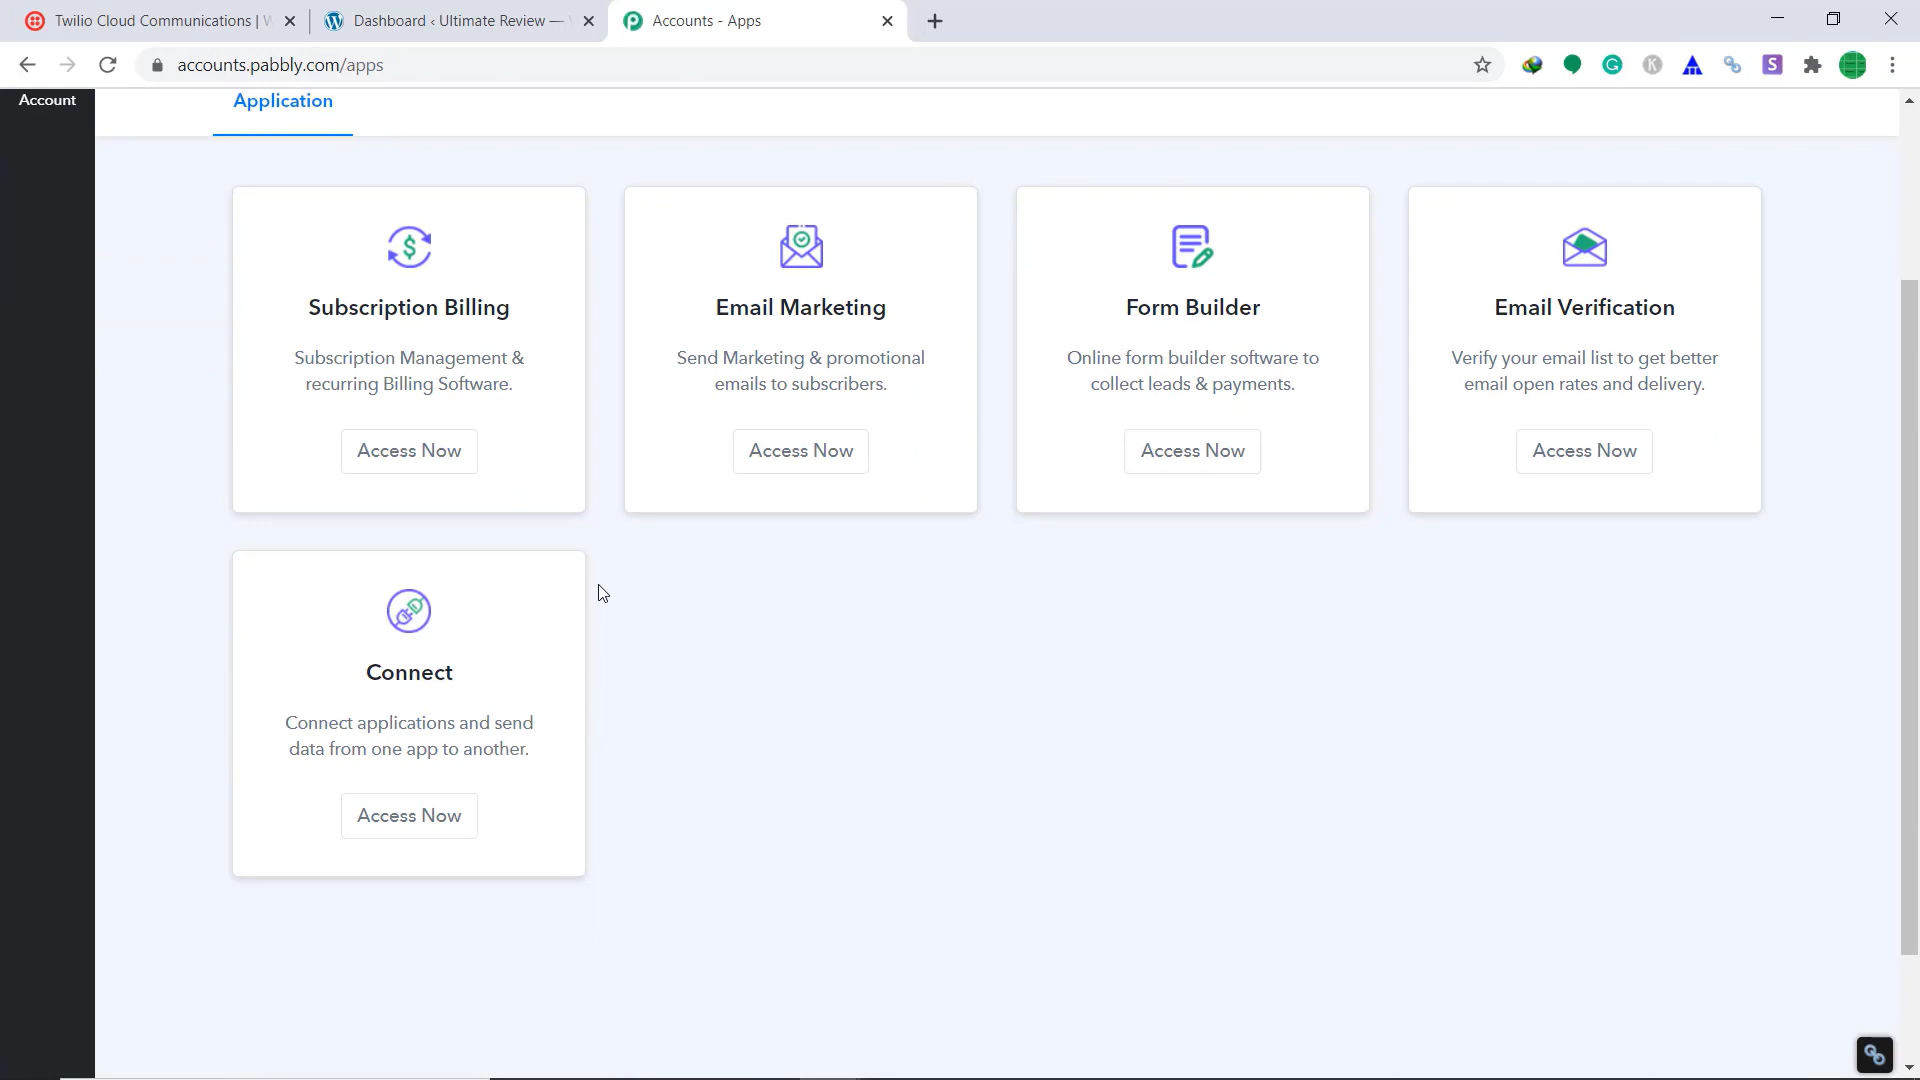 Twilio Cloud Communications |
Dashboard ‹ Ultimate Review —
Accounts - Apps
accounts.pabbly.com/apps
Account
Application
Subscription Billing
Subscription Management &
recurring Billing Software.
Access Now
Email Marketing
Send Marketing & promotional
emails to subscribers.
Access Now
Form Builder
Online form builder software to
collect leads & payments.
Access Now
Email Verification
Verify your email list to get better
email open rates and delivery.
Access Now
Connect
Connect applications and send
data from one app to another.
Access Now